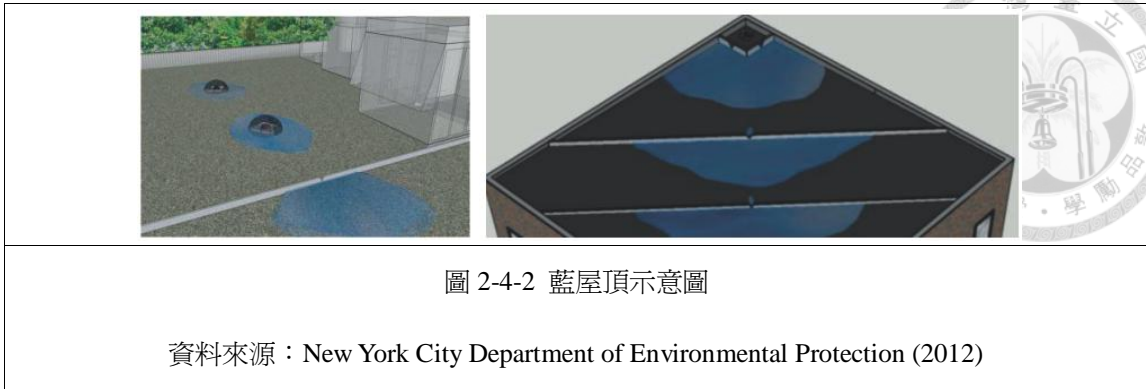 圖 2-4-2 藍屋頂示意圖
資料來源：New York City Department of Environmental Protection (2012)